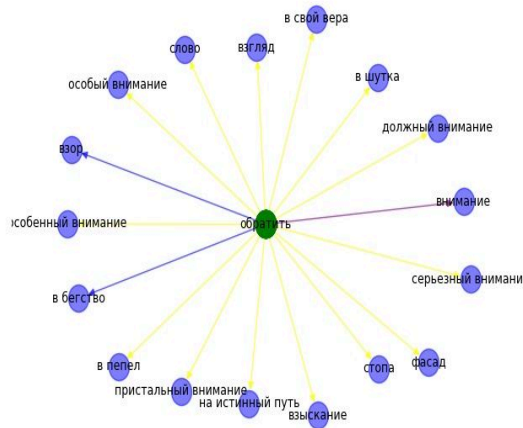 в свой вера
слово
взгляд
особый внимание
в шутка
должный внимание
взор
внимание
особенный внимание
обратить
в бегство
серьезный внимани
в пепел
пристальный внимание
на истинный путь
взыскание
стопа
фасад